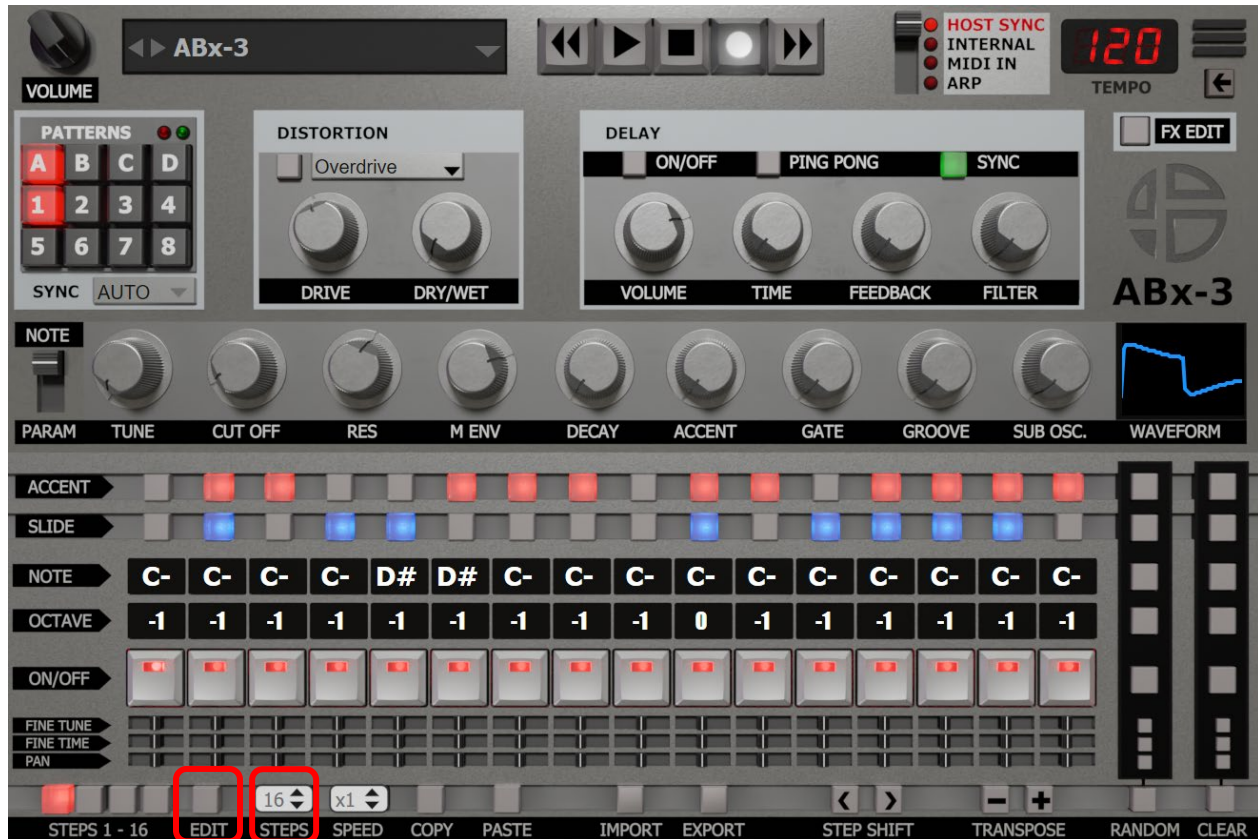 ABx-3
HOST SYNC
INTERNAL
MIDI IN
ARP
120
TEMPO
VOLUME
PATTERNS
A B C D
1 2 3 4
5 6 7 8
SYNC AUTO
DISTORTION
Overdrive
DRIVE DRY/WET
DELAY
ON/OFF PING PONG SYNC
VOLUME TIME FEEDBACK FILTER
FX EDIT
ABx-3
NOTE
PARAM TUNE CUT OFF RES M ENV DECAY ACCENT GATE GROOVE SUB OSC. WAVEFORM
ACCENT
SLIDE
NOTE C- C- C- C- D# D# C- C- C- C- C- C- C- C- C- C-
OCTAVE -1 -1 -1 -1 -1 -1 -1 -1 -1 0 -1 -1 -1 -1 -1 -1
ON/OFF
FINE TUNE
FINE TIME
PAN
16 x1 < > - +
STEPS 1 - 16 EDIT STEPS SPEED COPY PASTE IMPORT EXPORT STEP SHIFT TRANSPOSE RANDOM CLEAR